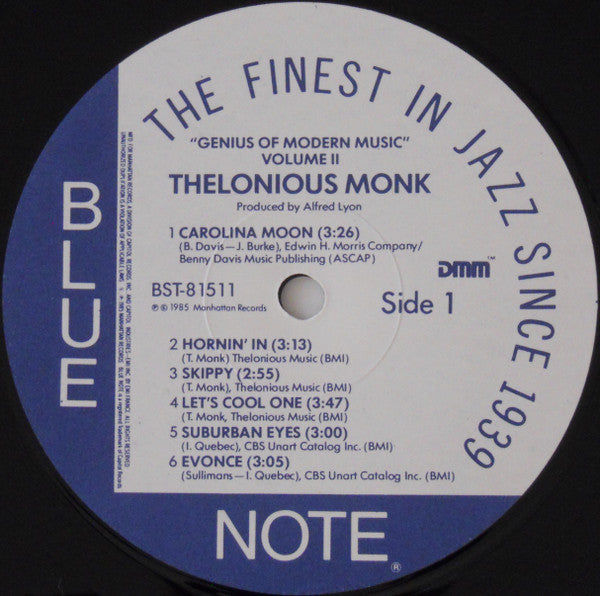 THE FINEST IN JAZZ SINCE 1939
"GENIUS OF MODERN MUSIC"
VOLUME II
THELONIOUS MONK
Produced by Alfred Lyon
1 CAROLINA MOON (3:26)
(B. Davis—J. Burke), Edwin H. Morris Company/
Benny Davis Music Publishing (ASCAP)
DMM™
BST-81511
Ⓟ © 1985 Manhattan Records
Side 1
2 HORNIN' IN (3:13)
(T. Monk) Thelonious Music (BMI)
3 SKIPPY (2:55)
(T. Monk), Thelonious Music (BMI)
4 LET'S COOL ONE (3:47)
(T. Monk, Thelonious Music (BMI)
5 SUBURBAN EYES (3:00)
(I. Quebec), CBS Unart Catalog Inc. (BMI)
6 EVONCE (3:05)
(Sullimans—I. Quebec), CBS Unart Catalog Inc. (BMI)
BLUE
NOTE®